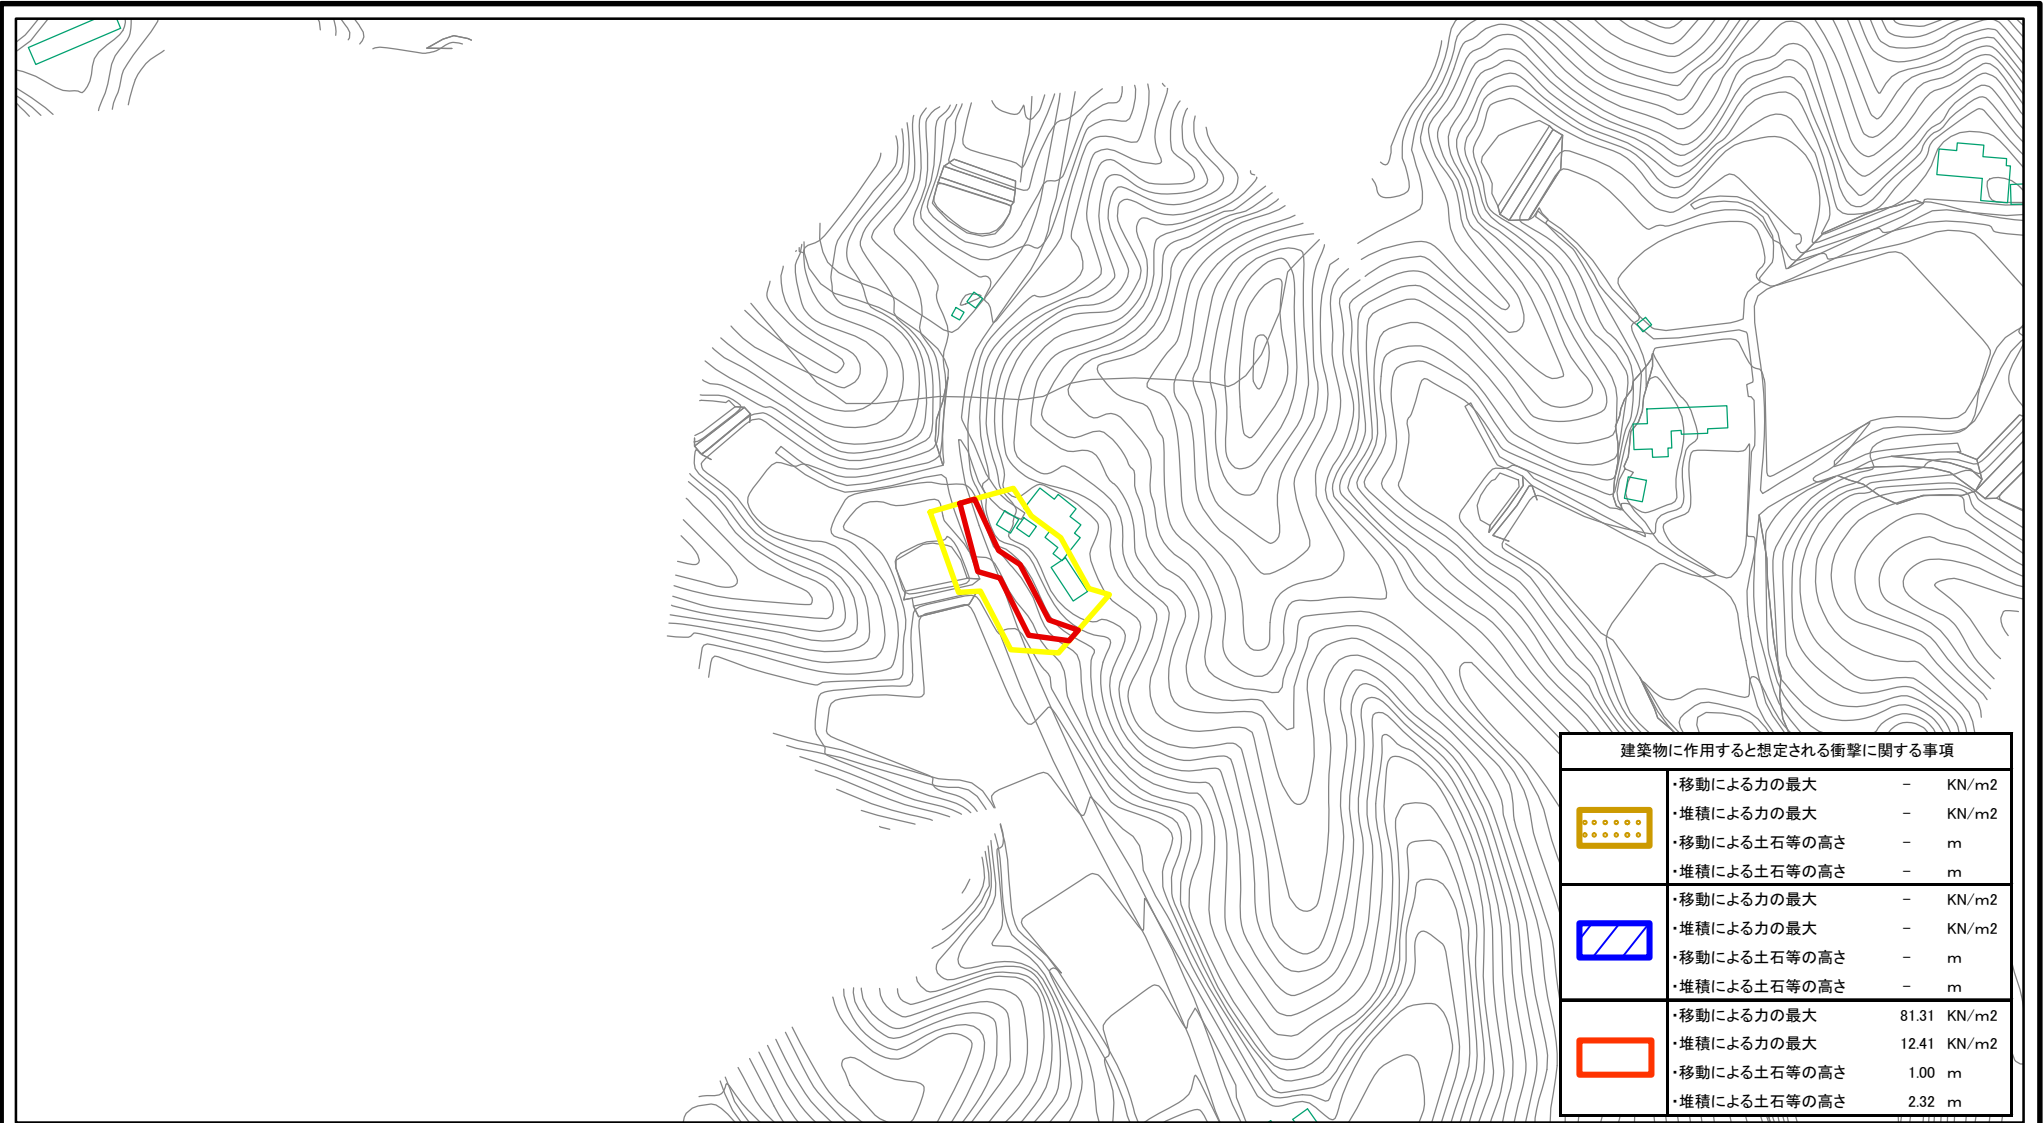 建築物に作用すると想定される衝撃に関する事項
・移動による力の最大 － KN/m2
・堆積による力の最大 － KN/m2
・移動による土石等の高さ － m
・堆積による土石等の高さ － m
・移動による力の最大 － KN/m2
・堆積による力の最大 － KN/m2
・移動による土石等の高さ － m
・堆積による土石等の高さ － m
・移動による力の最大 81.31 KN/m2
・堆積による力の最大 12.41 KN/m2
・移動による土石等の高さ 1.00 m
・堆積による土石等の高さ 2.32 m